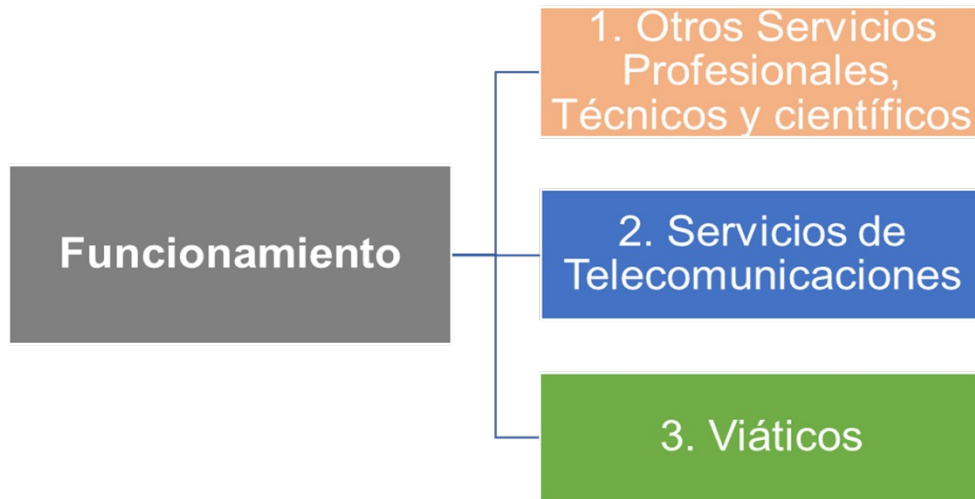 1. Otros Servicios
Profesionales,
Técnicos y científicos
Funcionamiento
2. Servicios de
Telecomunicaciones
3. Viáticos